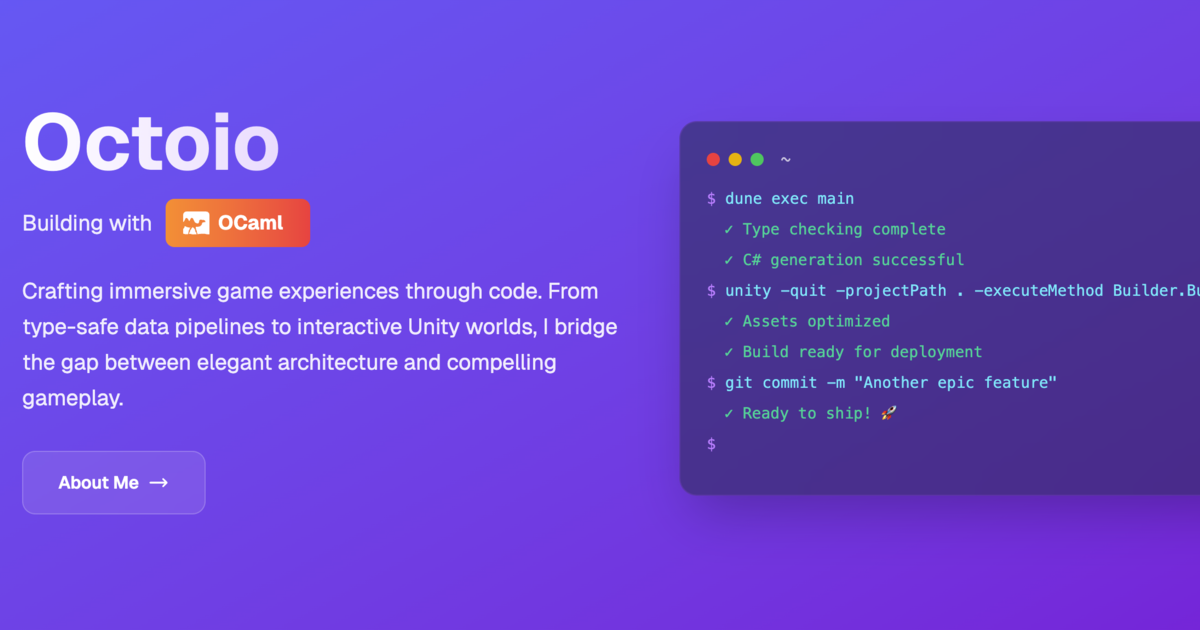 Octoio
Building with OCaml
Crafting immersive game experiences through code. From
type-safe data pipelines to interactive Unity worlds, I bridge
the gap between elegant architecture and compelling
gameplay.
About Me →
~
$ dune exec main
✓ Type checking complete
✓ C# generation successful
$ unity -quit -projectPath . -executeMethod Builder.Bu
✓ Assets optimized
✓ Build ready for deployment
$ git commit -m "Another epic feature"
✓ Ready to ship! 🚀
$